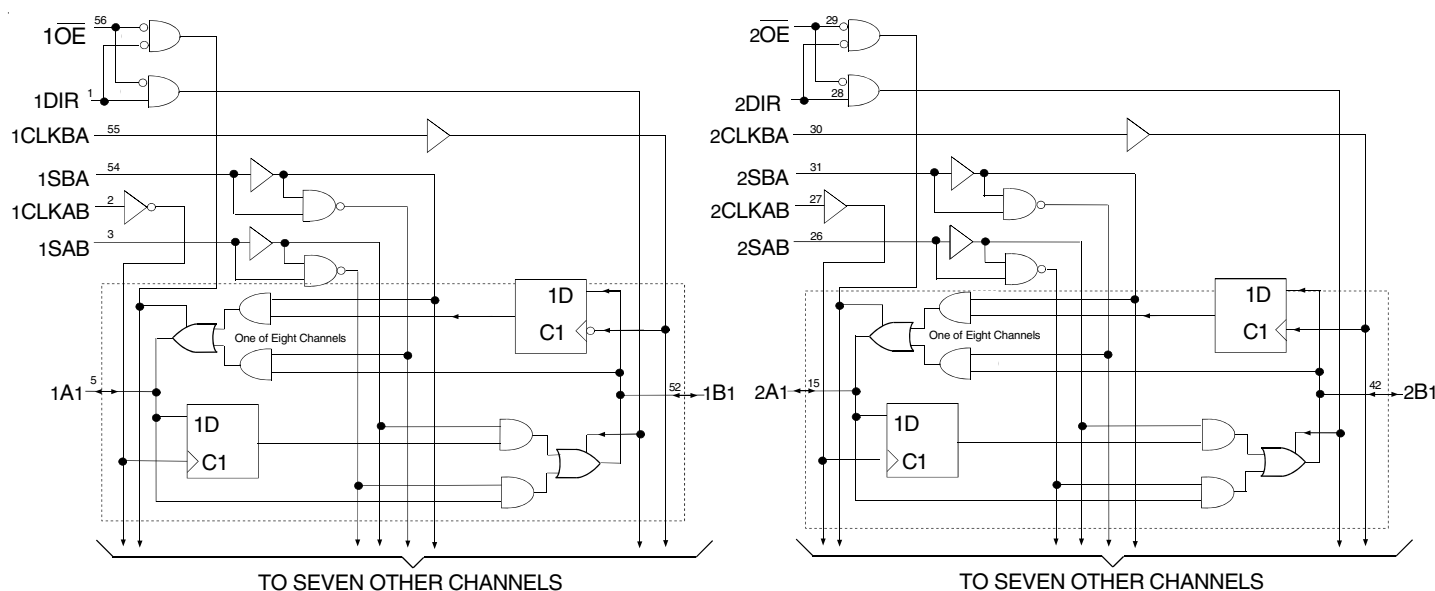 56
1OE
1
1DIR
55
1CLKBA
54
1SBA
2
1CLKAB
3
1SAB
1D
C1
One of Eight Channels
5
1A1
52
1B1
1D
C1
TO SEVEN OTHER CHANNELS
29
2OE
28
2DIR
30
2CLKBA
31
2SBA
27
2CLKAB
26
2SAB
1D
C1
One of Eight Channels
15
2A1
42
2B1
1D
C1
TO SEVEN OTHER CHANNELS